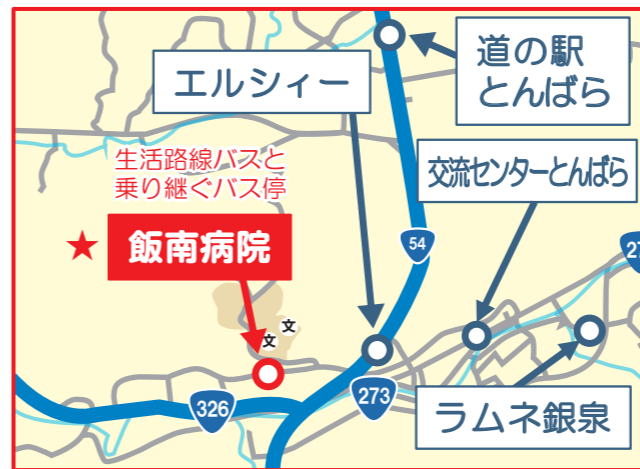 道の駅
とんばら
エルシィー
生活路線バスと
乗り継ぐバス停
交流センターとんばら
★ 飯南病院
54
27
文
文
326
273
ラムネ銀泉